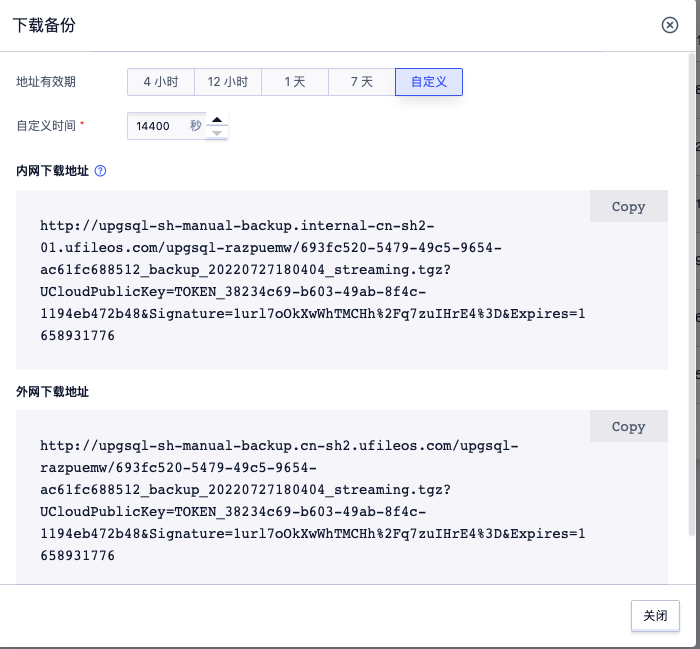 下载备份
地址有效期
4 小时
12 小时
1 天
7 天
自定义
自定义时间 *
14400 秒
内网下载地址
Copy
http://upgsql-sh-manual-backup.internal-cn-sh2-
01.ufileos.com/upgsql-razpuemw/693fc520-5479-49c5-9654-
ac61fc688512_backup_20220727180404_streaming.tgz?
UCloudPublicKey=TOKEN_38234c69-b603-49ab-8f4c-
1194eb472b48&Signature=1url7oOkXwWhTMCHh%2Fq7zuIHrE4%3D&Expires=1
658931776
外网下载地址
Copy
http://upgsql-sh-manual-backup.cn-sh2.ufileos.com/upgsql-
razpuemw/693fc520-5479-49c5-9654-
ac61fc688512_backup_20220727180404_streaming.tgz?
UCloudPublicKey=TOKEN_38234c69-b603-49ab-8f4c-
1194eb472b48&Signature=1url7oOkXwWhTMCHh%2Fq7zuIHrE4%3D&Expires=1
658931776
关闭